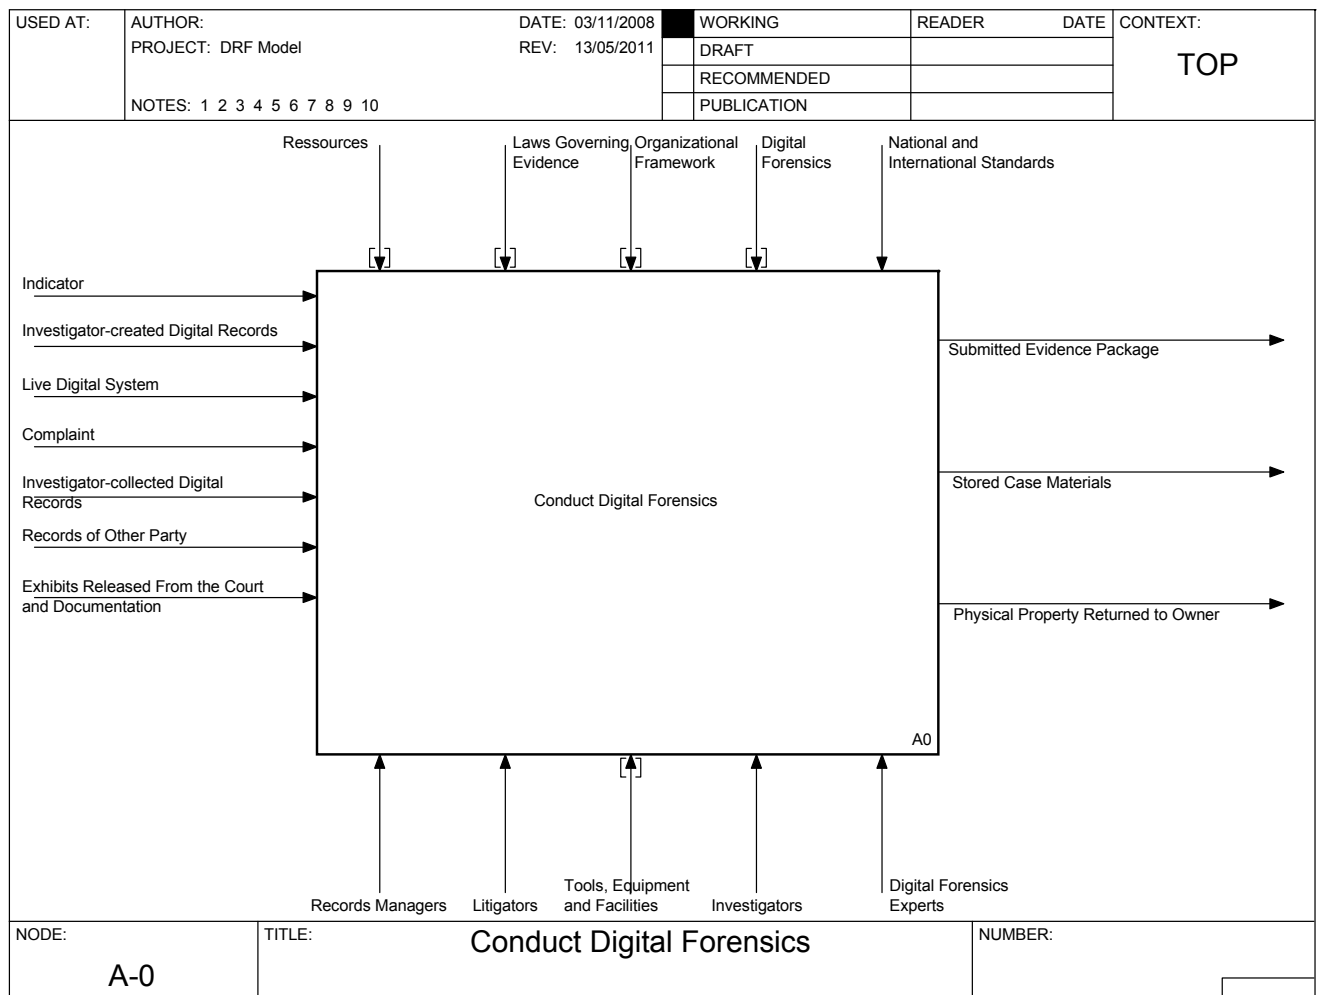 USED AT:
AUTHOR:
DATE: 03/11/2008
PROJECT: DRF Model
REV: 13/05/2011
NOTES: 1 2 3 4 5 6 7 8 9 10
WORKING
DRAFT
RECOMMENDED
PUBLICATION
READER DATE
CONTEXT:
TOP
Ressources
Laws Governing
Evidence
Organizational
Framework
Digital
Forensics
National and
International Standards
Indicator
Investigator-created Digital Records
Live Digital System
Complaint
Investigator-collected Digital
Records
Records of Other Party
Exhibits Released From the Court
and Documentation
Conduct Digital Forensics
A0
Submitted Evidence Package
Stored Case Materials
Physical Property Returned to Owner
Records Managers
Litigators
Tools, Equipment
and Facilities
Investigators
Digital Forensics
Experts
NODE:
A-0
TITLE:
Conduct Digital Forensics
NUMBER: